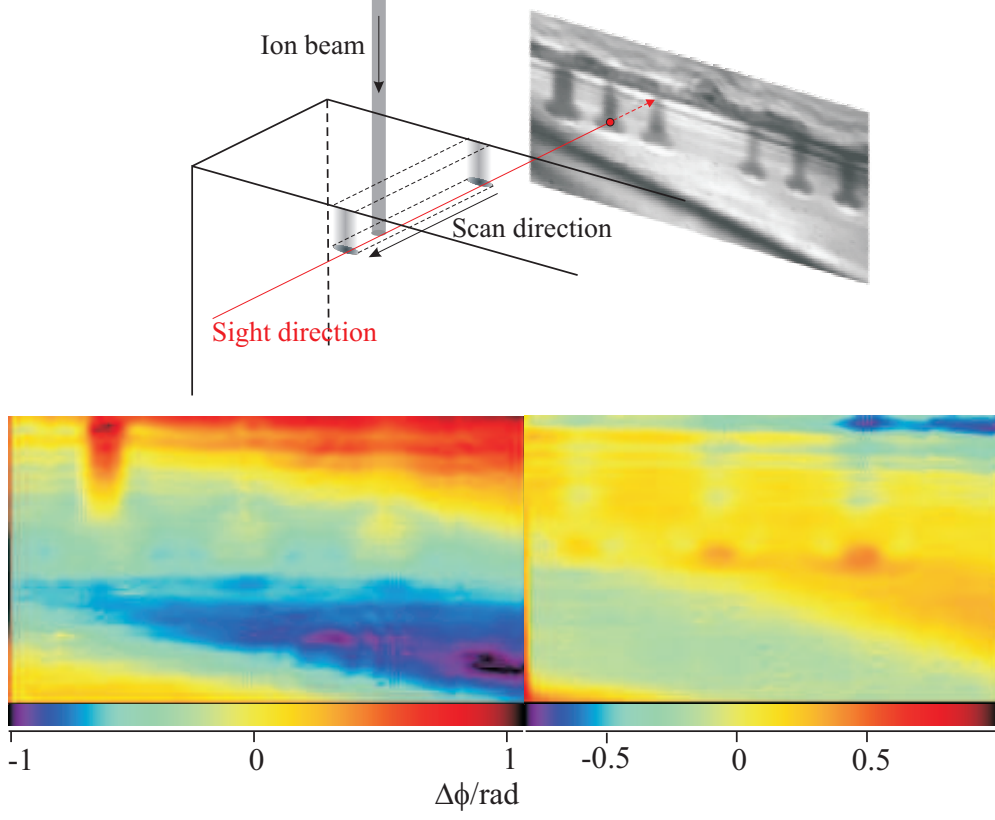 Ion beam
Scan direction
Sight direction
-1 0 1 -0.5 0 0.5
Δϕ/rad